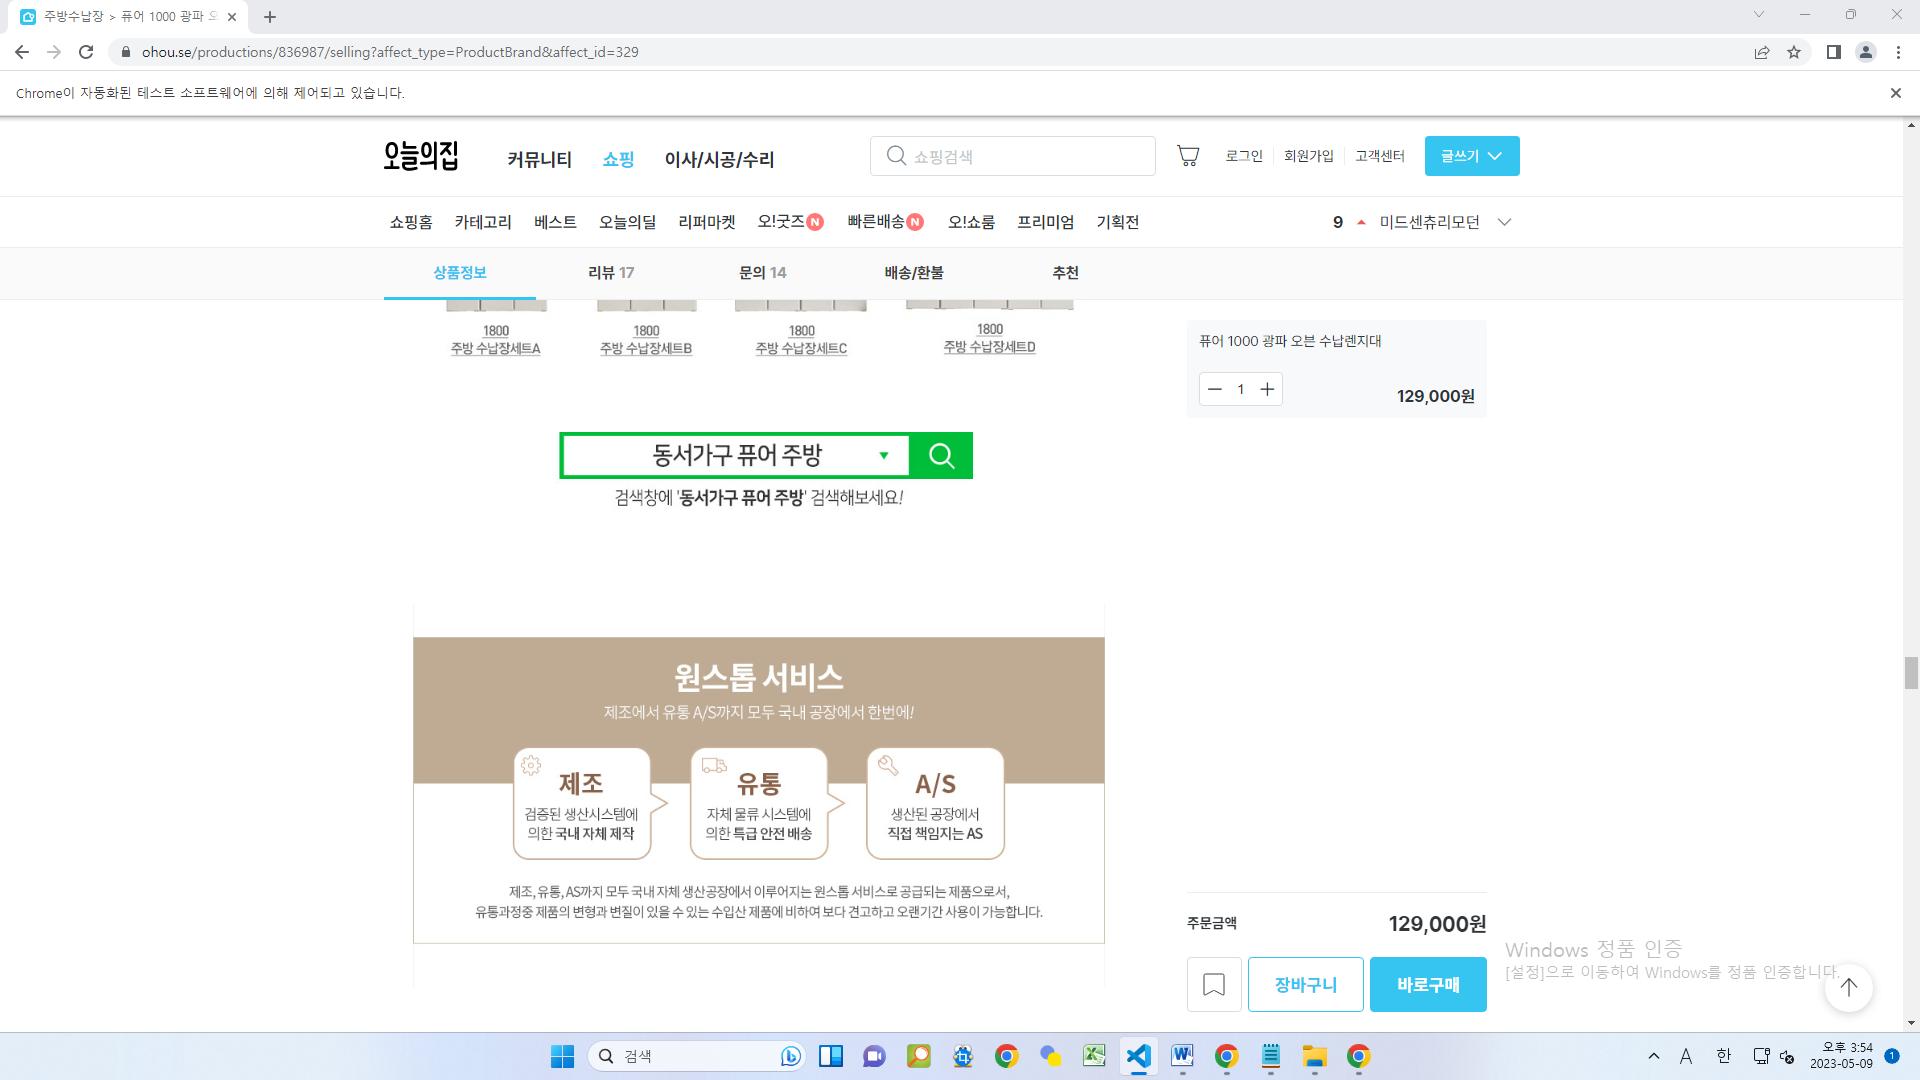 주방수납장 > 퓨어 1000 광파 오
ohou.se/productions/836987/selling?affect_type=ProductBrand&affect_id=329
Chrome이 자동화된 테스트 소프트웨어에 의해 제어되고 있습니다.
오늘의집
커뮤니티 쇼핑 이사/시공/수리
쇼핑검색
로그인 회원가입 고객센터 글쓰기
쇼핑홈 카테고리 베스트 오늘의딜 리퍼마켓 오!굿즈 N 빠른배송 N 오!쇼룸 프리미엄 기획전
9 미드센츄리모던
상품정보 리뷰 17 문의 14 배송/환불 추천
1800 1800 1800 1800
주방 수납장세트A 주방 수납장세트B 주방 수납장세트C 주방 수납장세트D
퓨어 1000 광파 오븐 수납렌지대
1
129,000원
동서가구 퓨어 주방
검색창에 '동서가구 퓨어 주방' 검색해보세요!
원스톱 서비스
제조에서 유통 A/S까지 모두 국내 공장에서 한번에!
제조
검증된 생산시스템에
의한 국내 자체 제작
유통
자체 물류 시스템에
의한 특급 안전 배송
A/S
생산된 공장에서
직접 책임지는 AS
제조, 유통, AS까지 모두 국내 자체 생산공장에서 이루어지는 원스톱 서비스로 공급되는 제품으로서,
유통과정중 제품의 변형과 변질이 있을 수 있는 수입산 제품에 비하여 보다 견고하고 오랜기간 사용이 가능합니다.
주문금액 129,000원
장바구니 바로구매
Windows 정품 인증
[설정]으로 이동하여 Windows를 정품 인증합니다.
검색
A 한
오후 3:54
2023-05-09
1